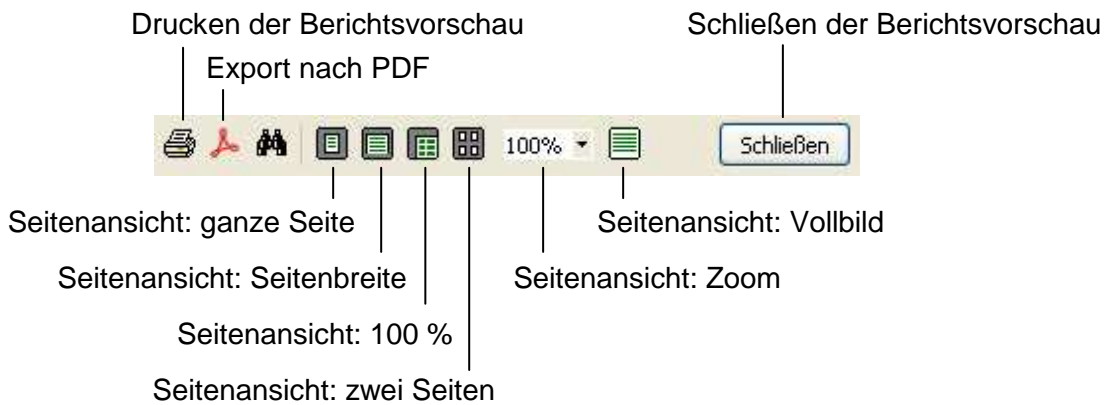 Drucken der Berichtsvorschau
Schließen der Berichtsvorschau
Export nach PDF
100%
Schließen
Seitenansicht: ganze Seite
Seitenansicht: Vollbild
Seitenansicht: Seitenbreite
Seitenansicht: Zoom
Seitenansicht: 100 %
Seitenansicht: zwei Seiten